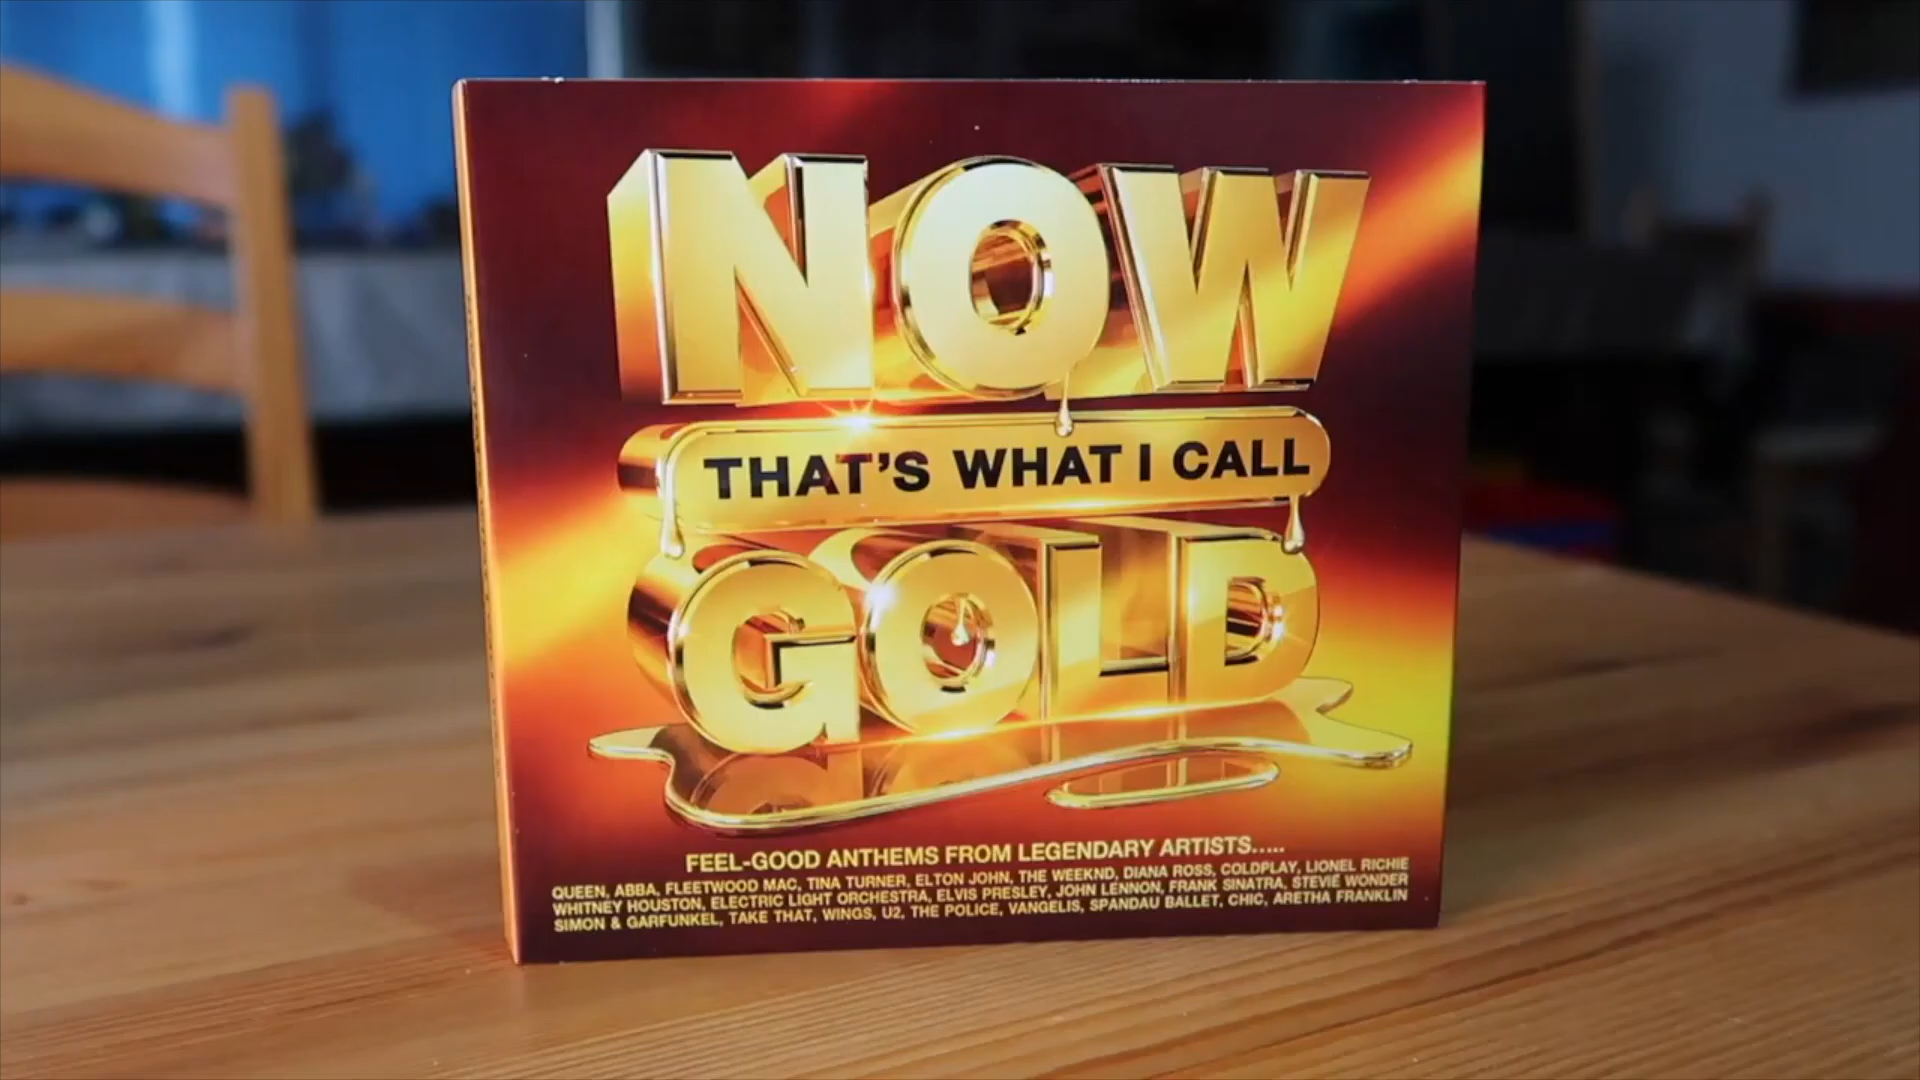 NOW
THAT'S WHAT I CALL
GOLD
FEEL-GOOD ANTHEMS FROM LEGENDARY ARTISTS.....
QUEEN, ABBA, FLEETWOOD MAC, TINA TURNER, ELTON JOHN, THE WEEKND, DIANA ROSS, COLDPLAY, LIONEL RICHIE
WHITNEY HOUSTON, ELECTRIC LIGHT ORCHESTRA, ELVIS PRESLEY, JOHN LENNON, FRANK SINATRA, STEVIE WONDER
SIMON & GARFUNKEL, TAKE THAT, WINGS, U2, THE POLICE, VANGELIS, SPANDAU BALLET, CHIC, ARETHA FRANKLIN